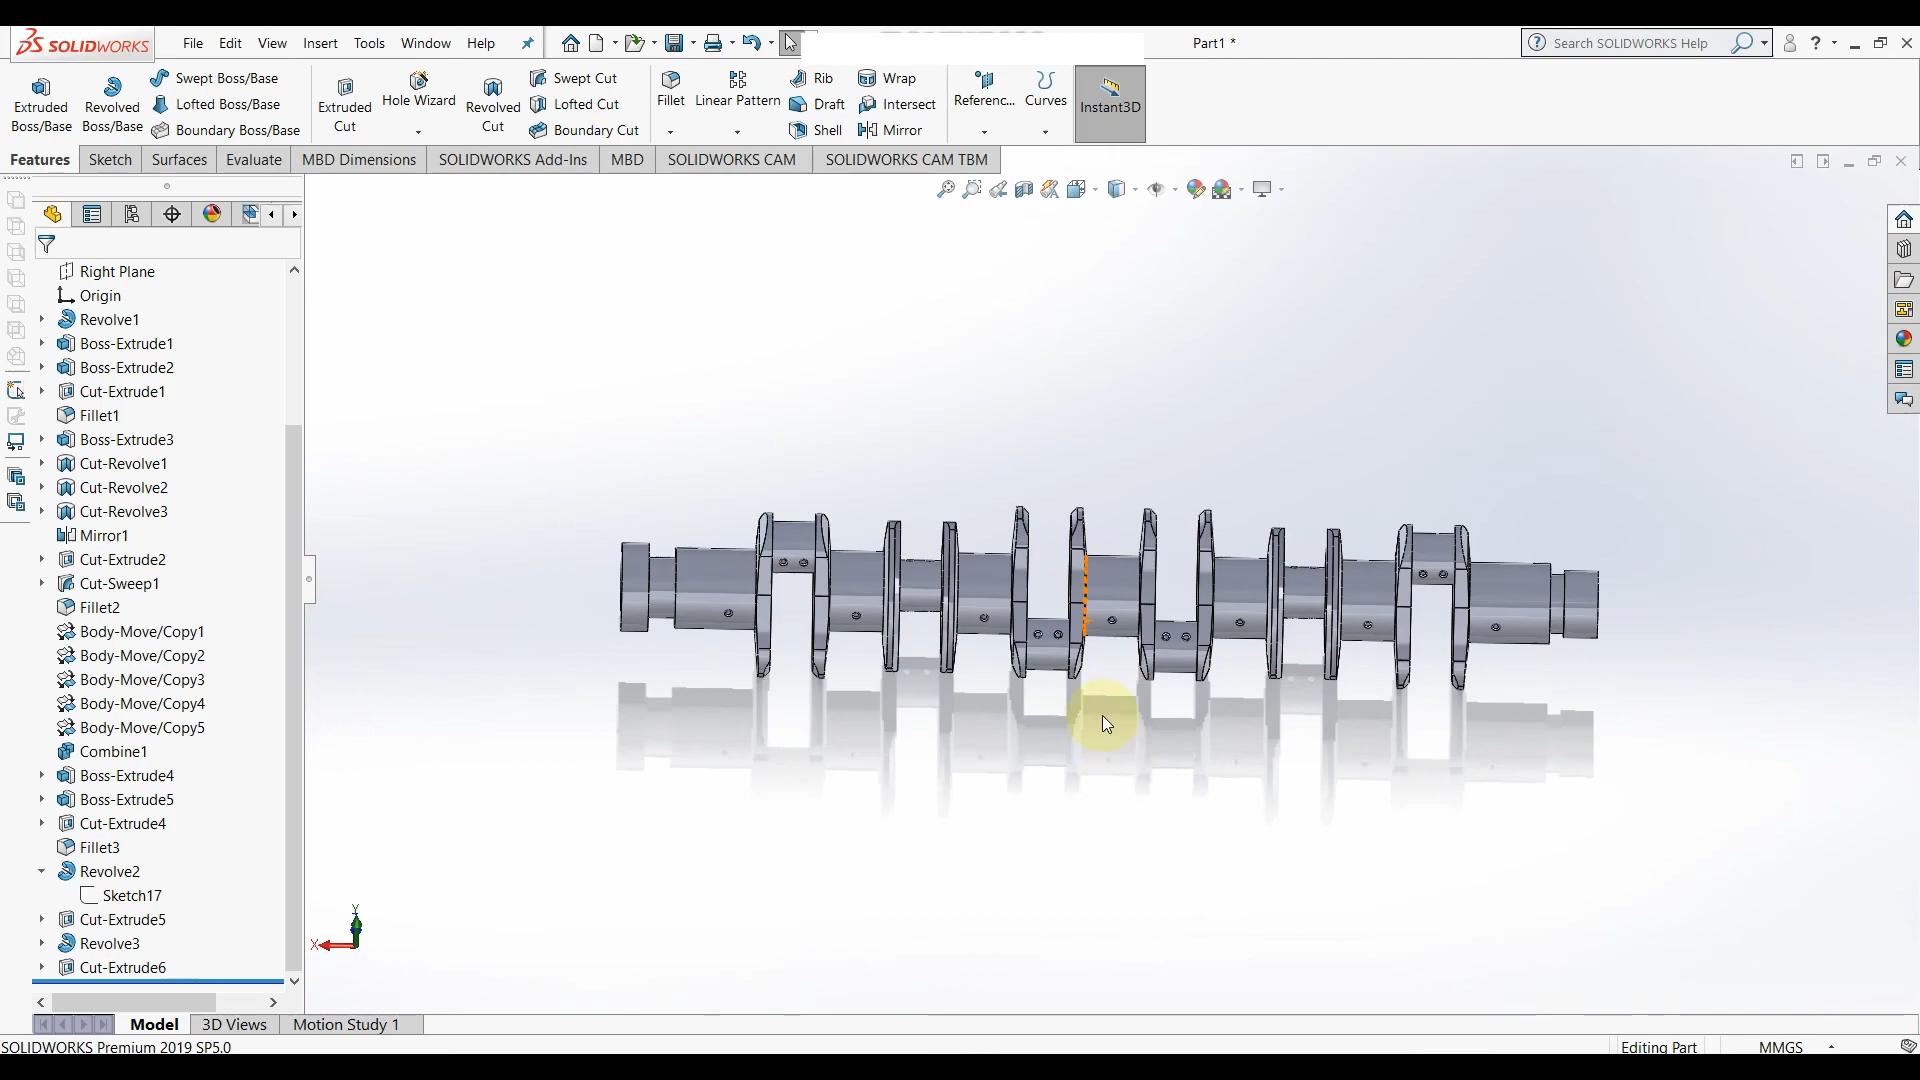 SOLIDWORKS File Edit View Insert Tools Window Help Part1 * Search SOLIDWORKS Help ?
Extruded Boss/Base
Revolved Boss/Base
Swept Boss/Base
Lofted Boss/Base
Boundary Boss/Base
Extruded Cut
Hole Wizard
Revolved Cut
Swept Cut
Lofted Cut
Boundary Cut
Fillet
Linear Pattern
Rib
Draft
Shell
Wrap
Intersect
Mirror
Referenc...
Curves
Instant3D
Features Sketch Surfaces Evaluate MBD Dimensions SOLIDWORKS Add-Ins MBD SOLIDWORKS CAM SOLIDWORKS CAM TBM
Right Plane
Origin
Revolve1
Boss-Extrude1
Boss-Extrude2
Cut-Extrude1
Fillet1
Boss-Extrude3
Cut-Revolve1
Cut-Revolve2
Cut-Revolve3
Mirror1
Cut-Extrude2
Cut-Sweep1
Fillet2
Body-Move/Copy1
Body-Move/Copy2
Body-Move/Copy3
Body-Move/Copy4
Body-Move/Copy5
Combine1
Boss-Extrude4
Boss-Extrude5
Cut-Extrude4
Fillet3
Revolve2
Sketch17
Cut-Extrude5
Revolve3
Cut-Extrude6
Y
X
Model 3D Views Motion Study 1
SOLIDWORKS Premium 2019 SP5.0 Editing Part MMGS